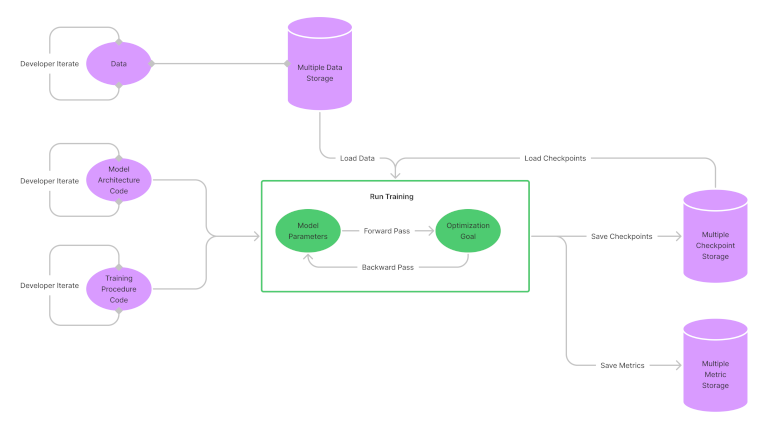 Developer Iterate
Data
Multiple Data
Storage
Load Data
Load Checkpoints
Developer Iterate
Model
Architecture
Code
Run Training
Model
Parameters
Forward Pass
Optimization
Goal
Backward Pass
Save Checkpoints
Multiple
Checkpoint
Storage
Developer Iterate
Training
Procedure
Code
Save Metrics
Multiple
Metric
Storage